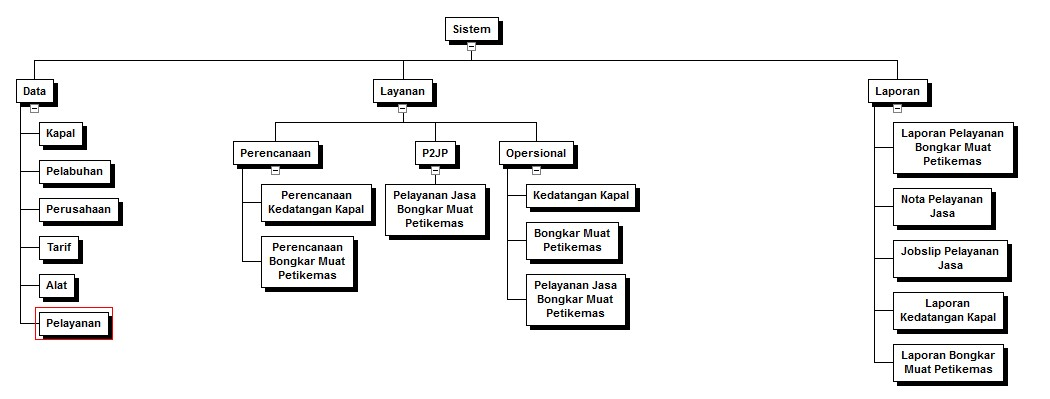 Sistem
Data
Layanan
Laporan
Kapal
Pelabuhan
Perusahaan
Tarif
Alat
Pelayanan
Perencanaan
P2JP
Opersional
Perencanaan
Kedatangan Kapal
Perencanaan
Bongkar Muat
Petikemas
Pelayanan Jasa
Bongkar Muat
Petikemas
Kedatangan Kapal
Bongkar Muat
Petikemas
Pelayanan Jasa
Bongkar Muat
Petikemas
Laporan Pelayanan
Bongkar Muat
Petikemas
Nota Pelayanan
Jasa
Jobslip Pelayanan
Jasa
Laporan
Kedatangan Kapal
Laporan Bongkar
Muat Petikemas